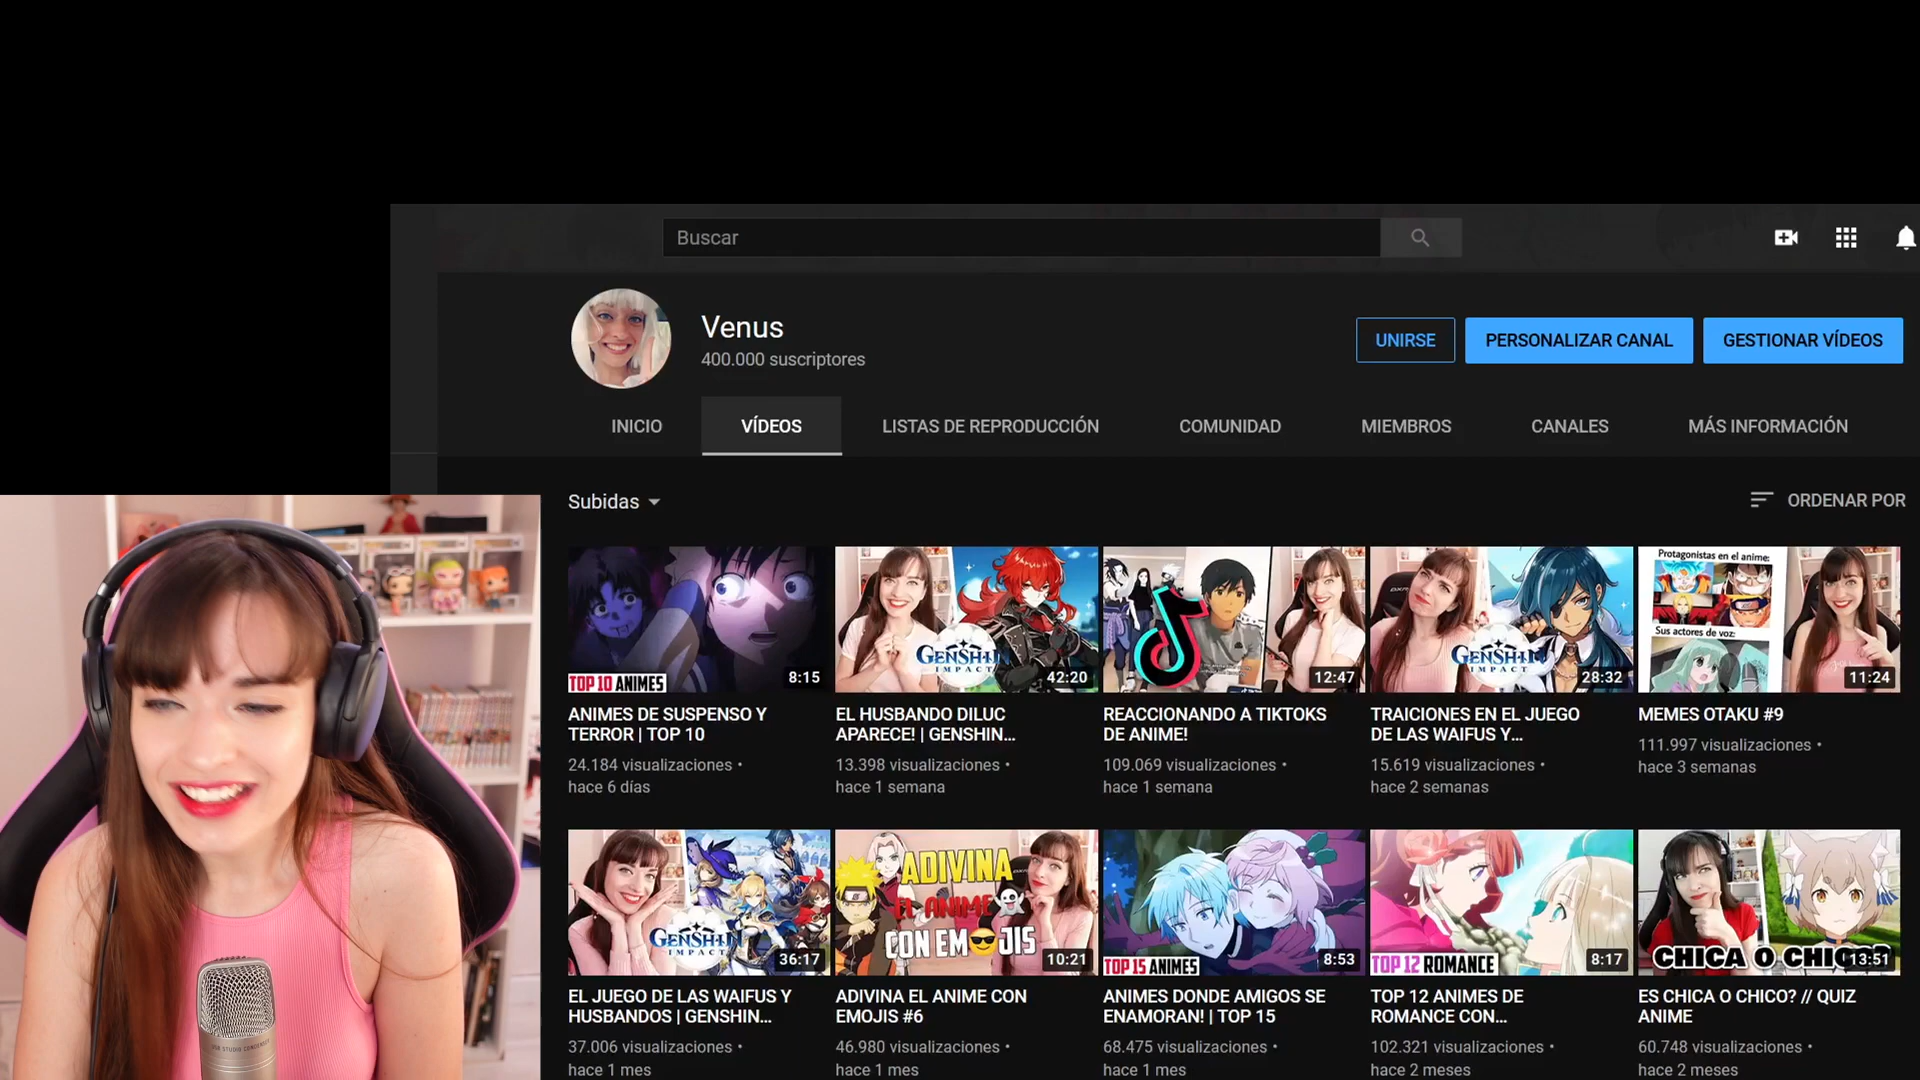 Buscar
Venus
400.000 suscriptores
UNIRSE
PERSONALIZAR CANAL
GESTIONAR VÍDEOS
INICIO
VÍDEOS
LISTAS DE REPRODUCCIÓN
COMUNIDAD
MIEMBROS
CANALES
MÁS INFORMACIÓN
Subidas
ORDENAR POR
TOP 10 ANIMES
8:15
GENSHIN
IMPACT
42:20
12:47
GENSHIN
IMPACT
28:32
Protagonistas en el anime:
Sus actores de voz:
11:24
ANIMES DE SUSPENSO Y
TERROR | TOP 10
24.184 visualizaciones •
hace 6 días
EL HUSBANDO DILUC
APARECE! | GENSHIN...
13.398 visualizaciones •
hace 1 semana
REACCIONANDO A TIKTOKS
DE ANIME!
109.069 visualizaciones •
hace 1 semana
TRAICIONES EN EL JUEGO
DE LAS WAIFUS Y...
15.619 visualizaciones •
hace 2 semanas
MEMES OTAKU #9
111.997 visualizaciones •
hace 3 semanas
GENSHIN
IMPACT
36:17
ADIVINA
EL ANIME
CON EMOJIS
10:21
TOP 15 ANIMES
8:53
TOP 12 ROMANCE
8:17
CHICA O CHICO?
13:51
EL JUEGO DE LAS WAIFUS Y
HUSBANDOS | GENSHIN...
37.006 visualizaciones •
hace 1 mes
ADIVINA EL ANIME CON
EMOJIS #6
46.980 visualizaciones •
hace 1 mes
ANIMES DONDE AMIGOS SE
ENAMORAN! | TOP 15
68.475 visualizaciones •
hace 1 mes
TOP 12 ANIMES DE
ROMANCE CON...
102.321 visualizaciones •
hace 2 meses
ES CHICA O CHICO? // QUIZ
ANIME
60.748 visualizaciones •
hace 2 meses